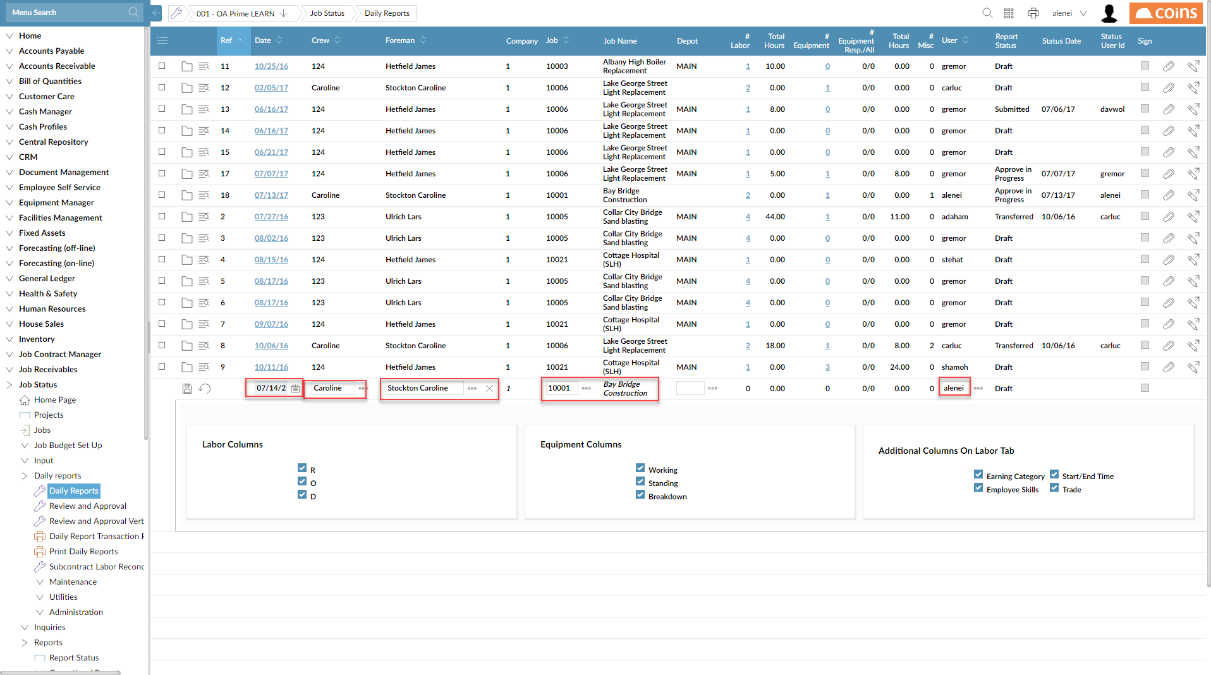 Menu Search
001 - OA Prime LEARN
Job Status
Daily Reports
alenei
coins
Home
Accounts Payable
Accounts Receivable
Bill of Quantities
Customer Care
Cash Manager
Cash Profiles
Central Repository
CRM
Document Management
Employee Self Service
Equipment Manager
Facilities Management
Fixed Assets
Forecasting (off-line)
Forecasting (on-line)
General Ledger
Health & Safety
Human Resources
House Sales
Inventory
Job Contract Manager
Job Receivables
Job Status
Home Page
Projects
Jobs
Job Budget Set Up
Input
Daily reports
Daily Reports
Review and Approval
Review and Approval Vert
Daily Report Transaction R
Print Daily Reports
Subcontract Labor Reconc
Maintenance
Utilities
Administration
Inquiries
Reports
Report Status
Ref Date Crew Foreman Company Job Job Name Depot # Labor Total Hours # Equipment # Equipment Resp./All Total Hours # Misc User Report Status Status Date Status User Id Sign
11 10/25/16 124 Hetfield James 1 10003 Albany High Boiler Replacement MAIN 1 10.00 0 0/0 0.00 0 gremor Draft
12 02/05/17 Caroline Stockton Caroline 1 10006 Lake George Street Light Replacement 2 0.00 1 0/0 0.00 0 carluc Draft
13 06/16/17 124 Hetfield James 1 10006 Lake George Street Light Replacement MAIN 1 8.00 0 0/0 0.00 0 gremor Submitted 07/06/17 davwol
14 06/16/17 124 Hetfield James 1 10006 Lake George Street Light Replacement MAIN 1 0.00 0 0/0 0.00 0 gremor Draft
15 06/21/17 124 Hetfield James 1 10006 Lake George Street Light Replacement MAIN 1 0.00 0 0/0 0.00 0 gremor Draft
17 07/07/17 124 Hetfield James 1 10006 Lake George Street Light Replacement MAIN 1 5.00 1 0/0 8.00 0 gremor Approve in Progress 07/07/17 gremor
18 07/13/17 Caroline Stockton Caroline 1 10001 Bay Bridge Construction 2 0.00 1 0/0 0.00 1 alenei Approve in Progress 07/13/17 alenei
2 07/27/16 123 Ulrich Lars 1 10005 Collar City Bridge Sand blasting MAIN 4 44.00 1 0/0 11.00 0 adaham Transferred 10/06/16 carluc
3 08/02/16 123 Ulrich Lars 1 10005 Collar City Bridge Sand blasting MAIN 4 0.00 0 0/0 0.00 0 gremor Draft
4 08/15/16 124 Hetfield James 1 10021 Cottage Hospital (SLH) MAIN 1 0.00 0 0/0 0.00 0 stehat Draft
5 08/17/16 123 Ulrich Lars 1 10005 Collar City Bridge Sand blasting MAIN 4 0.00 0 0/0 0.00 0 gremor Draft
6 08/17/16 123 Ulrich Lars 1 10005 Collar City Bridge Sand blasting MAIN 4 0.00 0 0/0 0.00 0 gremor Draft
7 09/07/16 124 Hetfield James 1 10021 Cottage Hospital (SLH) MAIN 1 0.00 0 0/0 0.00 0 gremor Draft
8 10/06/16 Caroline Stockton Caroline 1 10006 Lake George Street Light Replacement MAIN 2 18.00 1 0/0 8.00 2 carluc Transferred 10/06/16 carluc
9 10/11/16 124 Hetfield James 1 10021 Cottage Hospital (SLH) MAIN 1 0.00 3 0/0 24.00 0 shamoh Draft
07/14/2 Caroline Stockton Caroline 1 10001 Bay Bridge Construction 0 0.00 0 0/0 0.00 0 alenei Draft
Labor Columns
R
O
D
Equipment Columns
Working
Standing
Breakdown
Additional Columns On Labor Tab
Earning Category Start/End Time
Employee Skills Trade